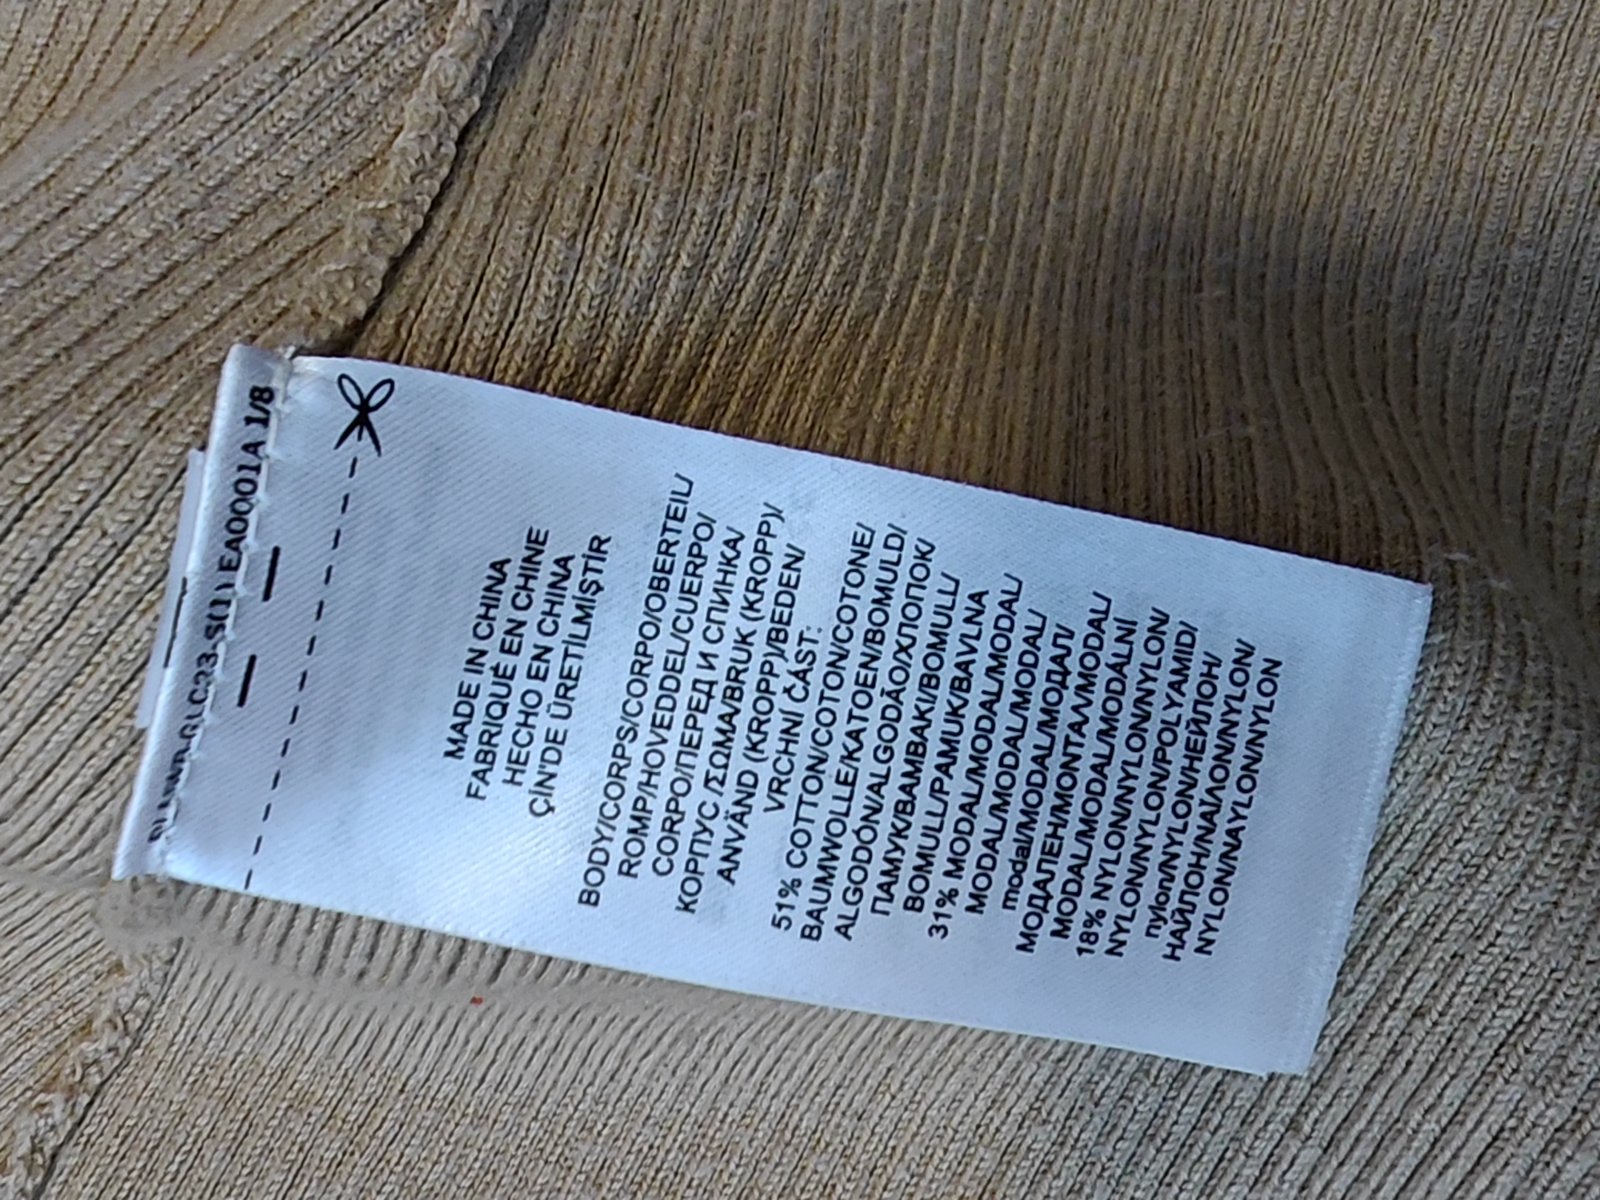 EA0001A 1/8
MADE IN CHINA
FABRIQUÉ EN CHINE
HECHO EN CHINA
ÇİN'DE ÜRETİLMİŞTİR
BODY/CORPS/CORPO/OBERTEIL/
ROMP/HOVEDDEL/CUERPO/
CORPO/ПЕРЕД И СПИНКА/
КОРПУС /ΣΩΜΑ/BRUK (KROPP)/
ANVÄND (KROPP)/BEDEN/
VRCHNÍ ČÁST:
51% COTTON/COTON/COTONE/
BAUMWOLLE/KATOEN/BOMULD/
ALGODÓN/ALGODÃO/ХЛОПОК/
ПАМУК/ΒΑΜΒΑΚΙ/BOMULL/
BOMULL/PAMUK/BAVLNA
31% MODAL/MODAL/MODAL/
MODAL/MODAL/MODAL/
modal/MODAL/МОДАЛ/
МОДАЛЕН/ΜΟΝΤΑΛ/MODAL/
MODAL/MODAL/MODÁLNÍ
18% NYLON/NYLON/NYLON/
NYLON/NYLON/POLYAMID/
nylon/NYLON/НЕЙЛОН/
НАЙЛОН/ΝΑΪΛΟΝ/NYLON/
NYLON/NAYLON/NYLON